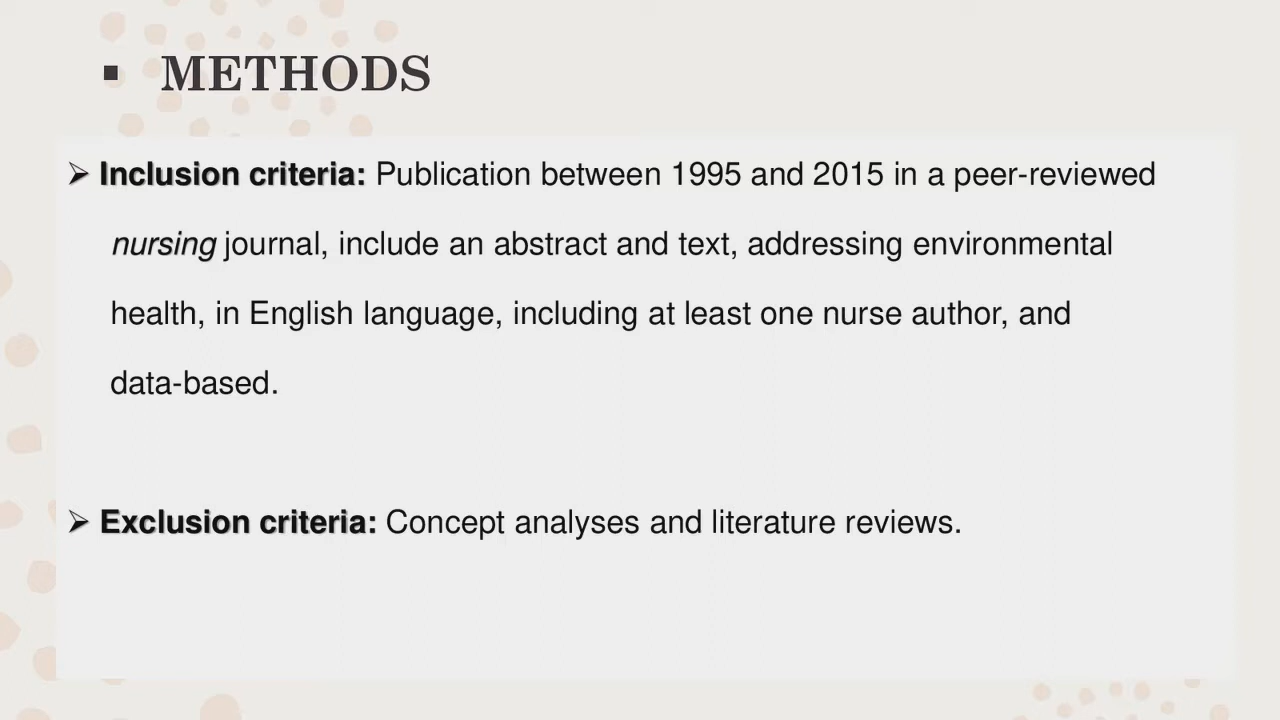 ▪ METHODS
➢ Inclusion criteria: Publication between 1995 and 2015 in a peer-reviewed
nursing journal, include an abstract and text, addressing environmental
health, in English language, including at least one nurse author, and
data-based.
➢ Exclusion criteria: Concept analyses and literature reviews.